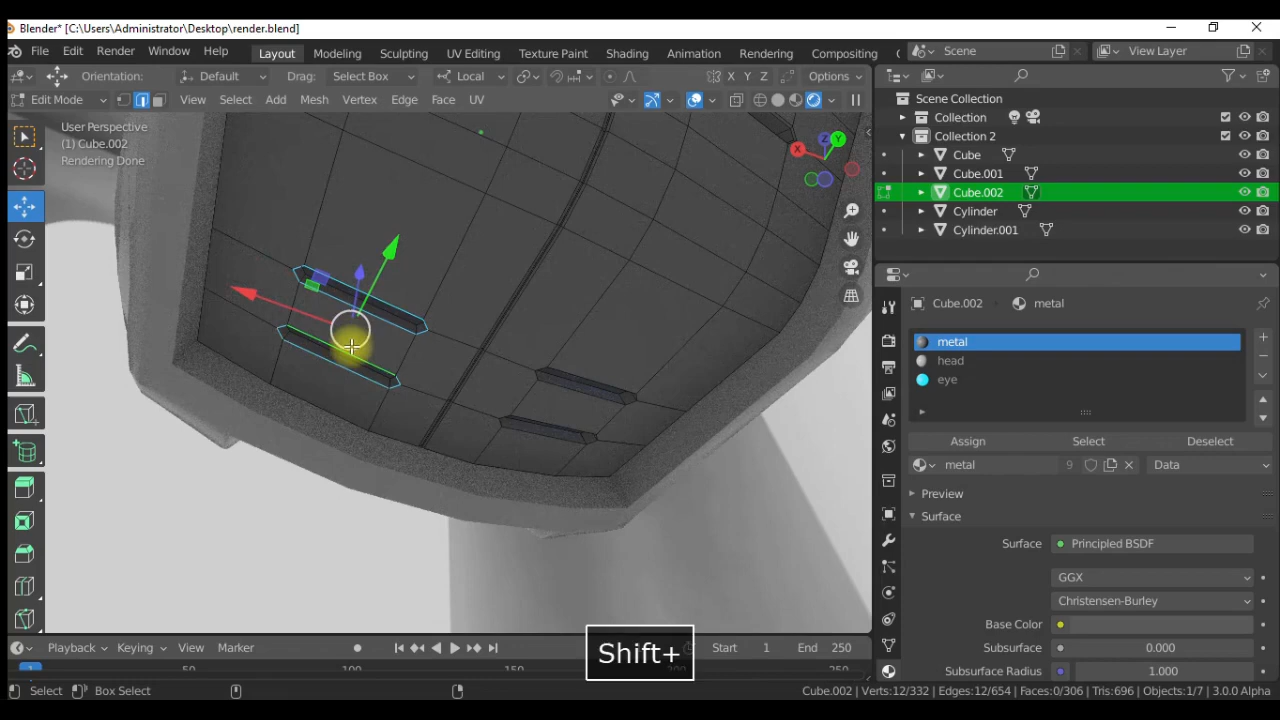 Blender* [C:\Users\Administrator\Desktop\render.blend]
File Edit Render Window Help Layout Modeling Sculpting UV Editing Texture Paint Shading Animation Rendering Compositing Scene View Layer
Orientation: Default Drag: Select Box Local X Y Z Options
Edit Mode View Select Add Mesh Vertex Edge Face UV
User Perspective
(1) Cube.002
Rendering Done
Z Y X
Scene Collection
Collection
Collection 2
Cube
Cube.001
Cube.002
Cylinder
Cylinder.001
Cube.002 metal
metal
head
eye
Assign Select Deselect
metal 9 Data
Preview
Surface
Surface Principled BSDF
GGX
Christensen-Burley
Base Color
Subsurface 0.000
Subsurface Radius 1.000
Shift+
Playback Keying View Marker Start 1 End 250
1 50 100 200 250
Select Box Select
Cube.002 | Verts:12/332 | Edges:12/654 | Faces:0/306 | Tris:696 | Objects:1/7 | 3.0.0 Alpha